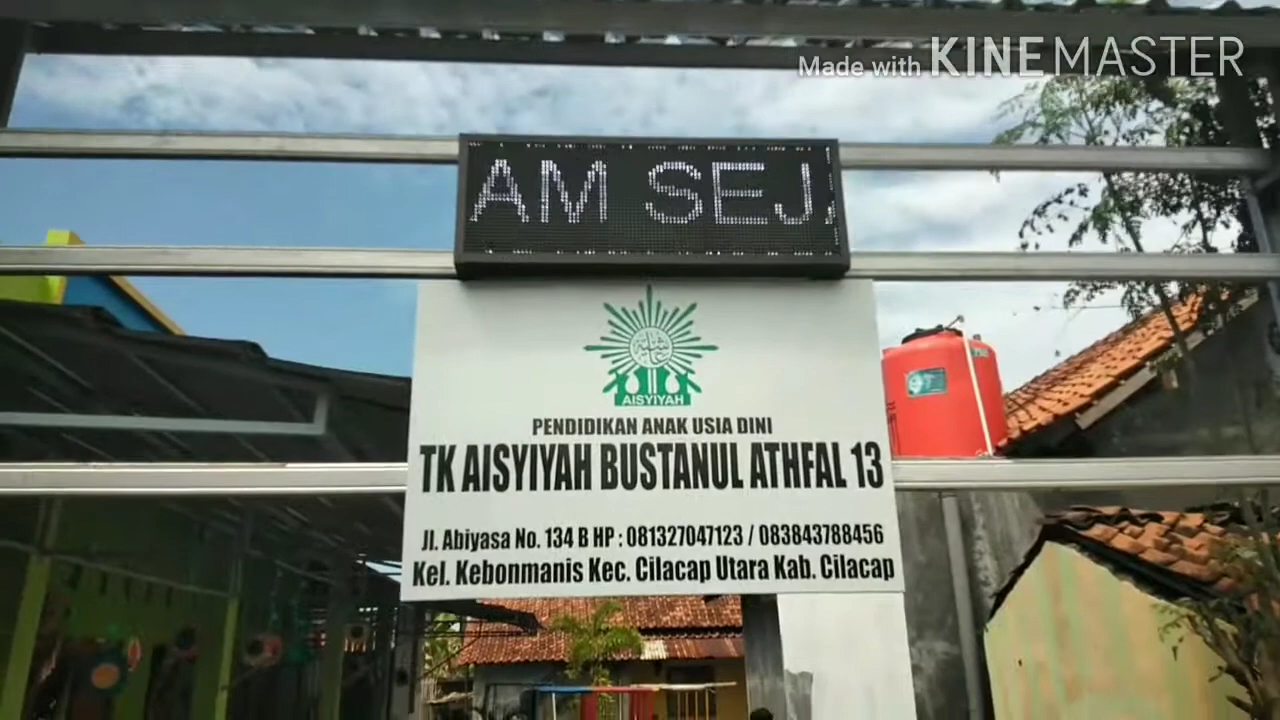 Made with KINEMASTER
AM SEJ
AISYIYAH
PENDIDIKAN ANAK USIA DINI
TK AISYIYAH BUSTANUL ATHFAL 13
Jl. Abiyasa No. 134 B HP : 081327047123 / 083843788456
Kel. Kebonmanis Kec. Cilacap Utara Kab. Cilacap